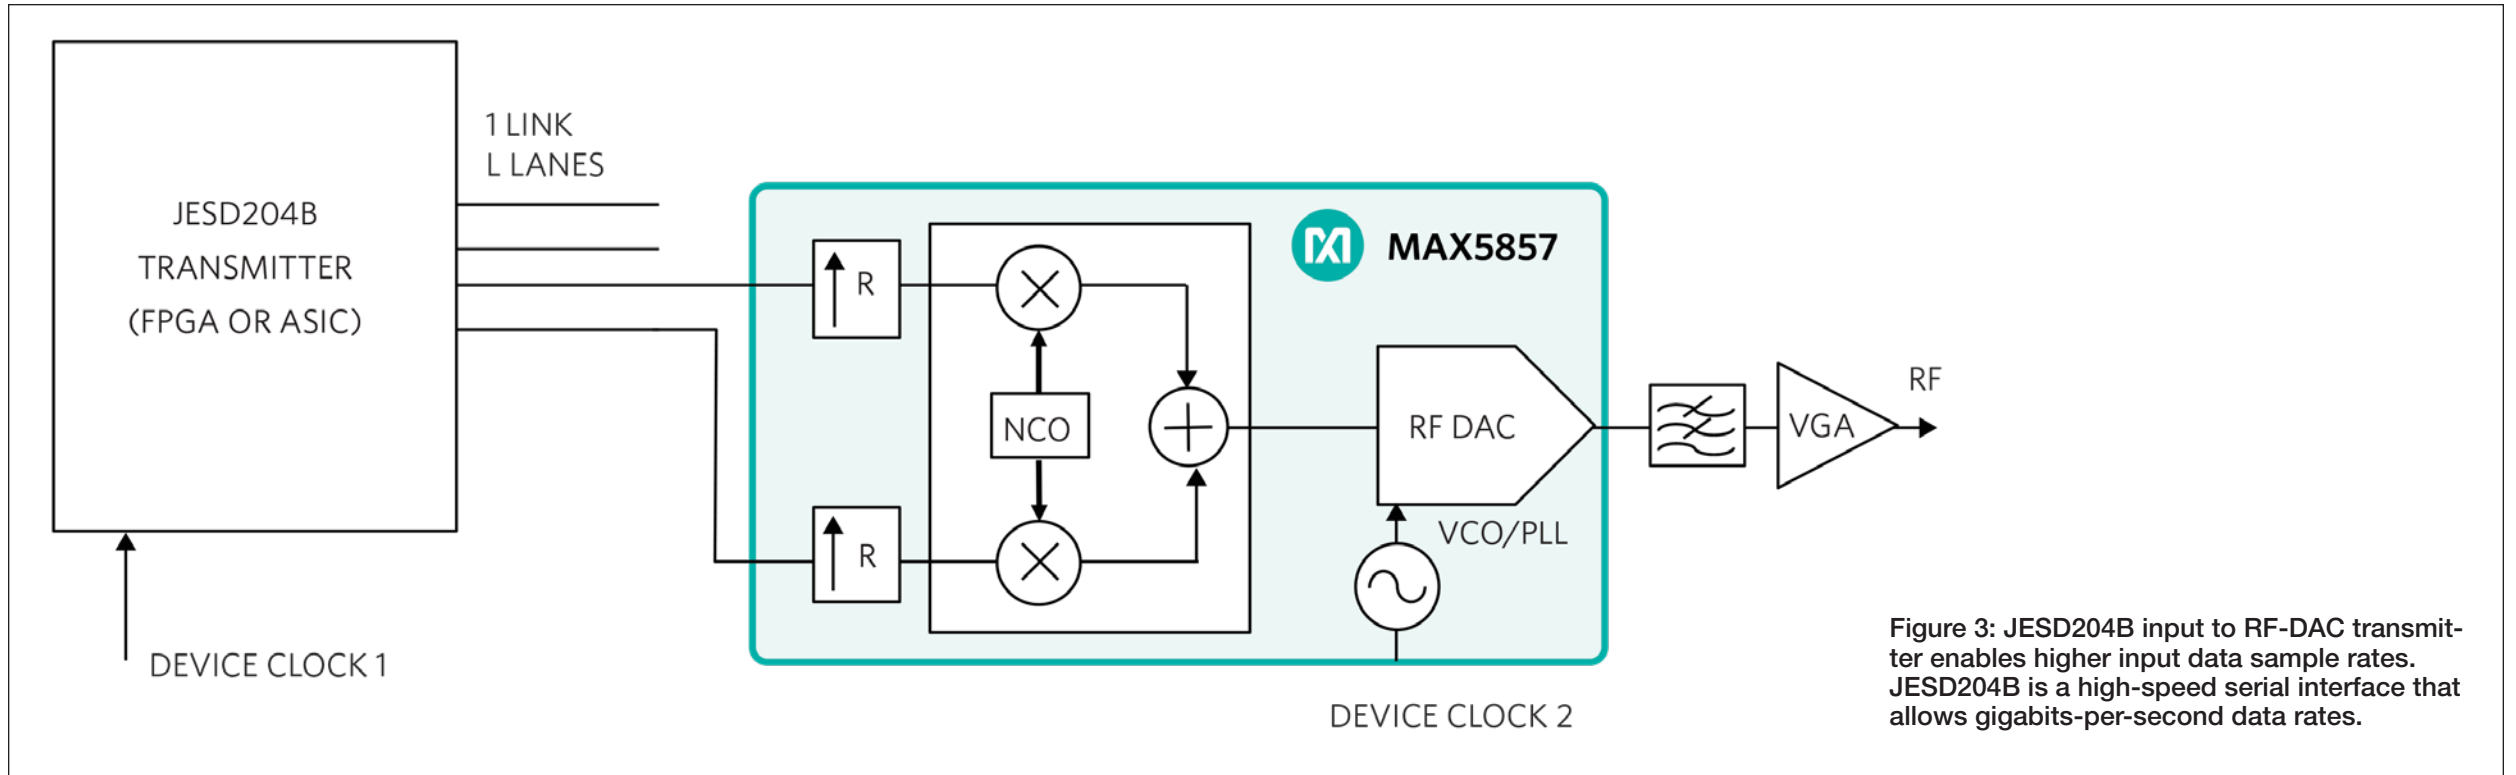 1 LINK
L LANES
JESD204B
TRANSMITTER
(FPGA OR ASIC)
DEVICE CLOCK 1
MAX5857
R
NCO
R
RF DAC
VCO/PLL
DEVICE CLOCK 2
VGA
RF
Figure 3: JESD204B input to RF-DAC transmit-
ter enables higher input data sample rates.
JESD204B is a high-speed serial interface that
allows gigabits-per-second data rates.